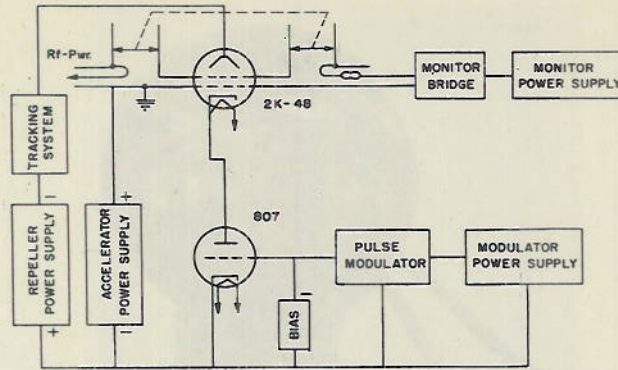 Rf-Pwr.
2K-48
MONITOR
BRIDGE
MONITOR
POWER SUPPLY
TRACKING
SYSTEM
REPELLER
POWER SUPPLY
ACCELERATOR
POWER SUPPLY
807
PULSE
MODULATOR
MODULATOR
POWER SUPPLY
BIAS